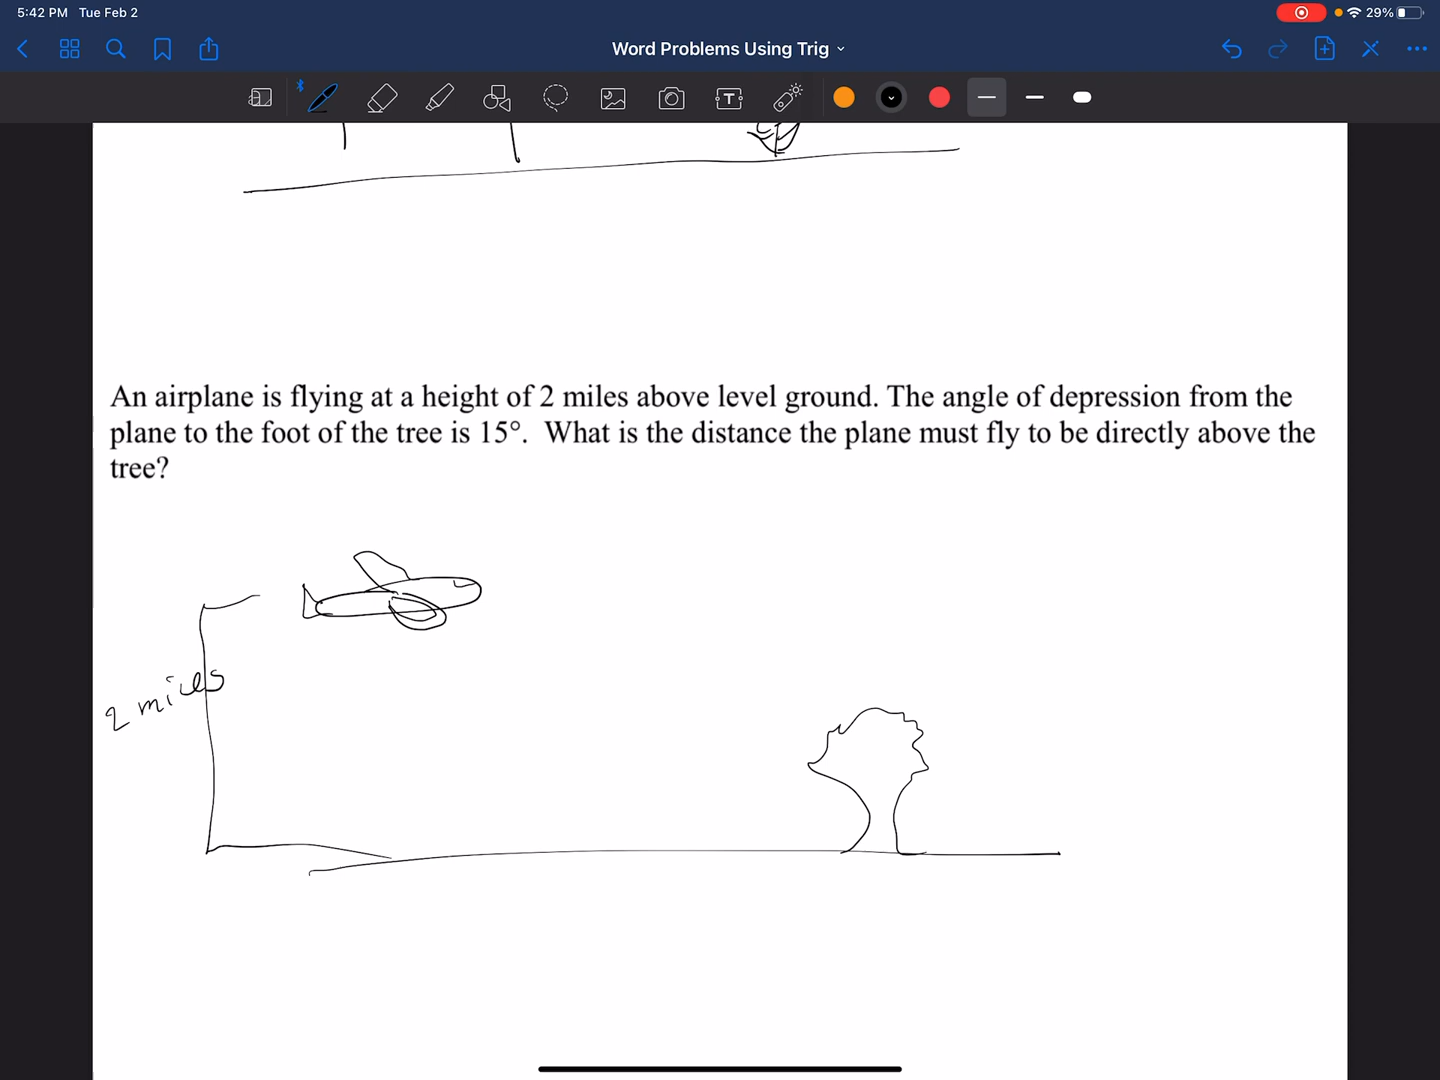 5:42 PM Tue Feb 2
29%
Word Problems Using Trig
T
An airplane is flying at a height of 2 miles above level ground. The angle of depression from the
plane to the foot of the tree is 15°. What is the distance the plane must fly to be directly above the
tree?
2 miles